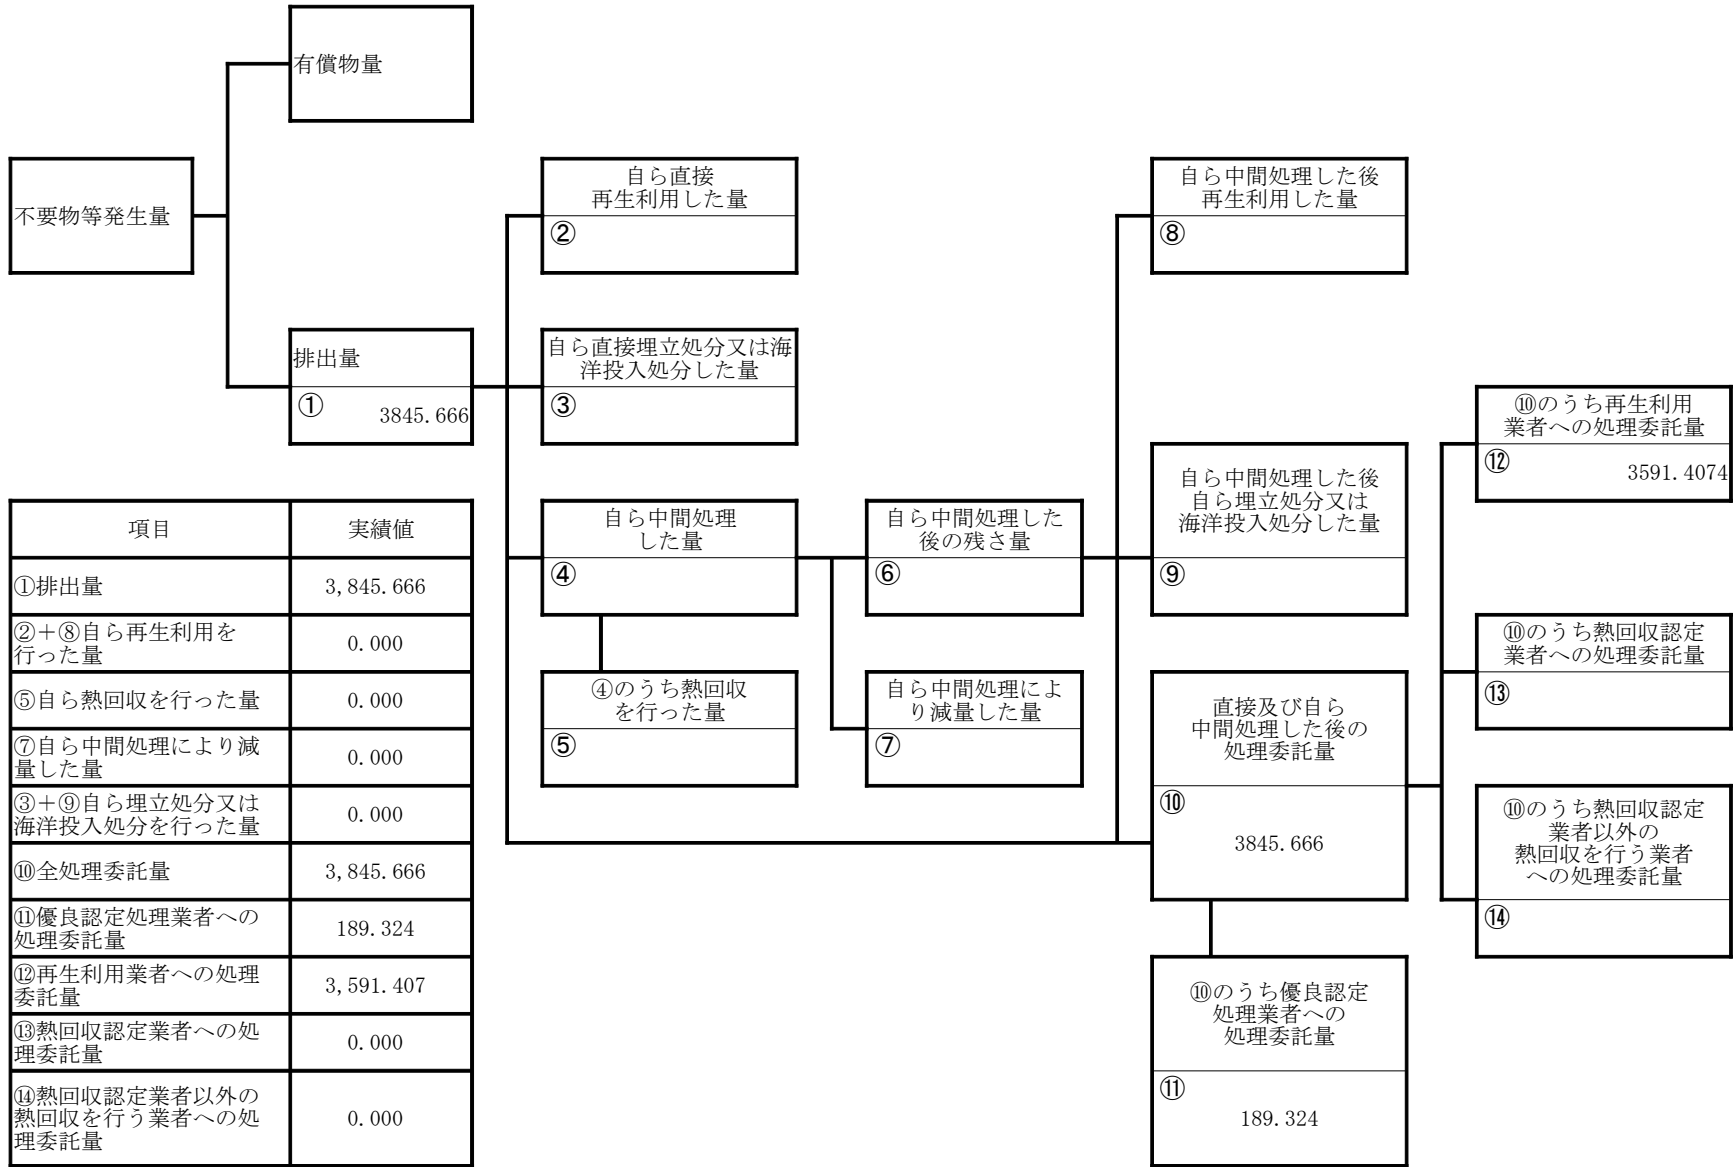 有償物量
不要物等発生量
自ら直接
再生利用した量
②
自ら中間処理した後
再生利用した量
⑧
排出量
①
3845.666
自ら直接埋立処分又は海
洋投入処分した量
③
⑩のうち再生利用
業者への処理委託量
⑫
3591.4074
自ら中間処理
した量
④
自ら中間処理した
後の残さ量
⑥
自ら中間処理した後
自ら埋立処分又は
海洋投入処分した量
⑨
⑩のうち熱回収認定
業者への処理委託量
⑬
④のうち熱回収
を行った量
⑤
自ら中間処理によ
り減量した量
⑦
直接及び自ら
中間処理した後の
処理委託量
⑩
3845.666
⑩のうち熱回収認定
業者以外の
熱回収を行う業者
への処理委託量
⑭
⑩のうち優良認定
処理業者への
処理委託量
⑪
189.324
項目 実績値
①排出量 3,845.666
②+⑧自ら再生利用を
行った量 0.000
⑤自ら熱回収を行った量 0.000
⑦自ら中間処理により減
量した量 0.000
③+⑨自ら埋立処分又は
海洋投入処分を行った量 0.000
⑩全処理委託量 3,845.666
⑪優良認定処理業者への
処理委託量 189.324
⑫再生利用業者への処理
委託量 3,591.407
⑬熱回収認定業者への処
理委託量 0.000
⑭熱回収認定業者以外の
熱回収を行う業者への処
理委託量 0.000